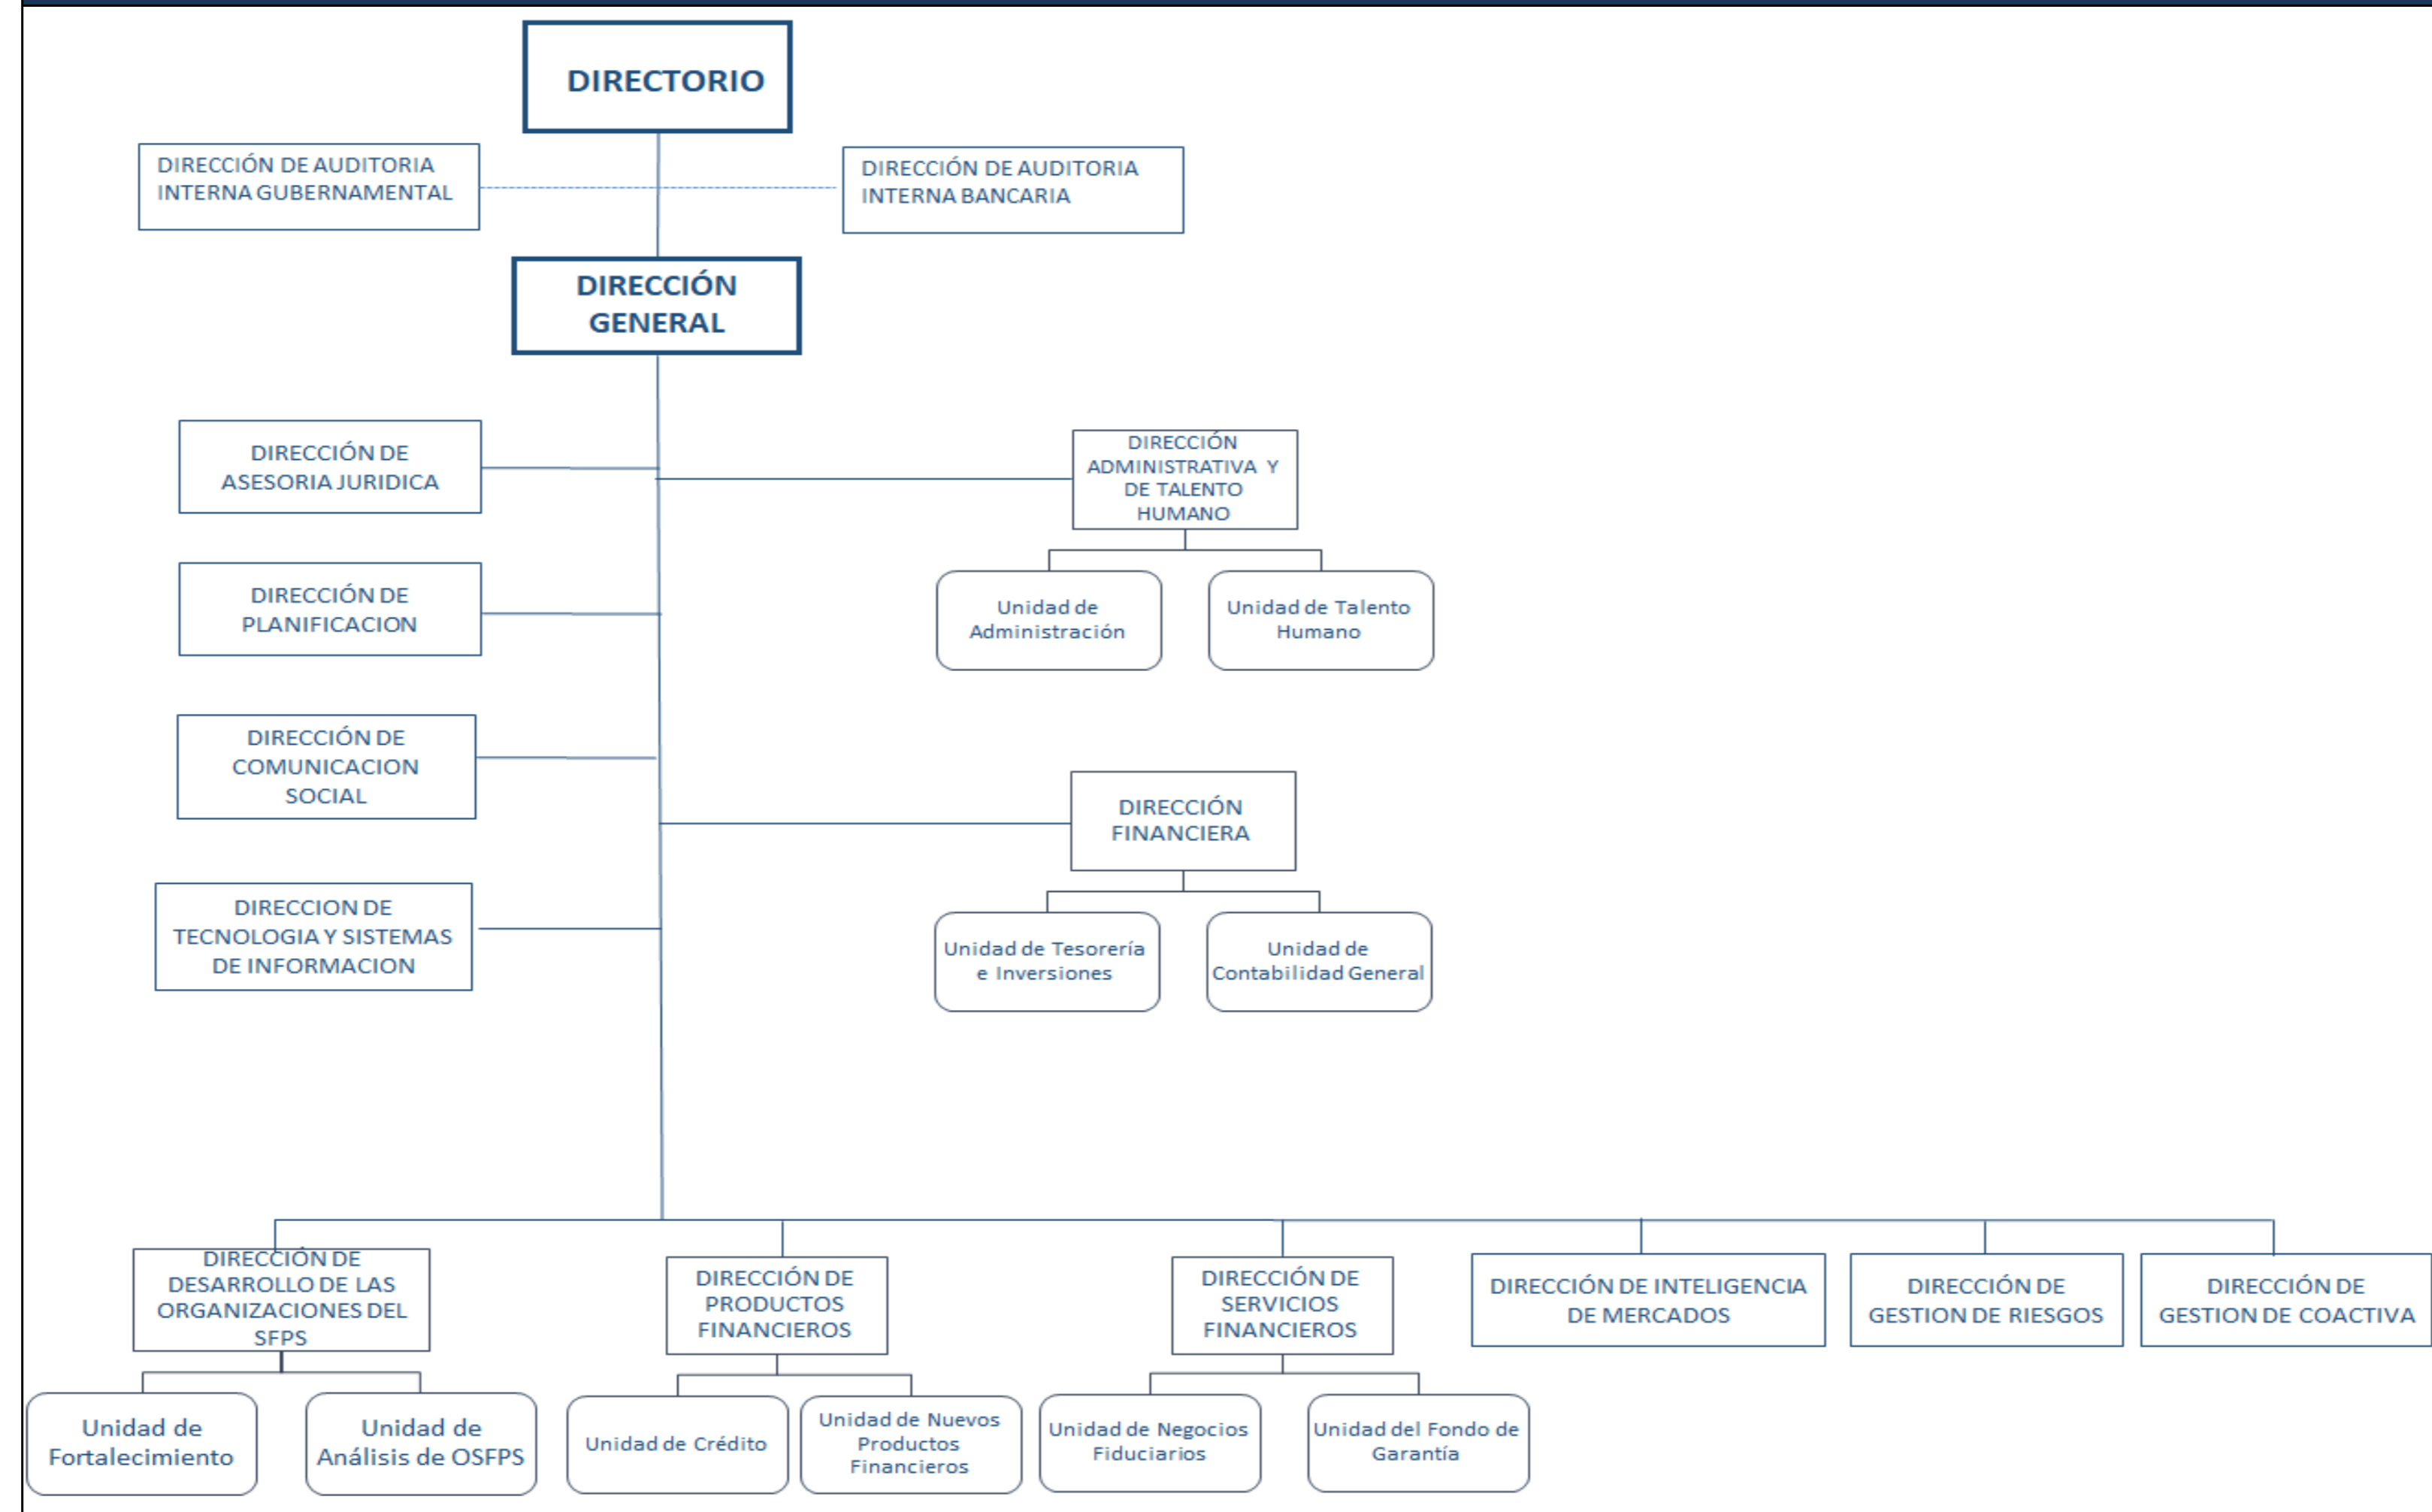 DIRECTORIO
DIRECCIÓN DE AUDITORIA
INTERNA GUBERNAMENTAL
DIRECCIÓN DE AUDITORIA
INTERNA BANCARIA
DIRECCIÓN
GENERAL
DIRECCIÓN DE
ASESORIA JURIDICA
DIRECCIÓN
ADMINISTRATIVA Y
DE TALENTO
HUMANO
DIRECCIÓN DE
PLANIFICACION
Unidad de
Administración
Unidad de Talento
Humano
DIRECCIÓN DE
COMUNICACION
SOCIAL
DIRECCIÓN
FINANCIERA
DIRECCION DE
TECNOLOGIA Y SISTEMAS
DE INFORMACION
Unidad de Tesorería
e Inversiones
Unidad de
Contabilidad General
DIRECCIÓN DE
DESARROLLO DE LAS
ORGANIZACIONES DEL
SFPS
DIRECCIÓN DE
PRODUCTOS
FINANCIEROS
DIRECCIÓN DE
SERVICIOS
FINANCIEROS
DIRECCIÓN DE INTELIGENCIA
DE MERCADOS
DIRECCIÓN DE
GESTION DE RIESGOS
DIRECCIÓN DE
GESTION DE COACTIVA
Unidad de
Fortalecimiento
Unidad de
Análisis de OSFPS
Unidad de Crédito
Unidad de Nuevos
Productos
Financieros
Unidad de Negocios
Fiduciarios
Unidad del Fondo de
Garantía